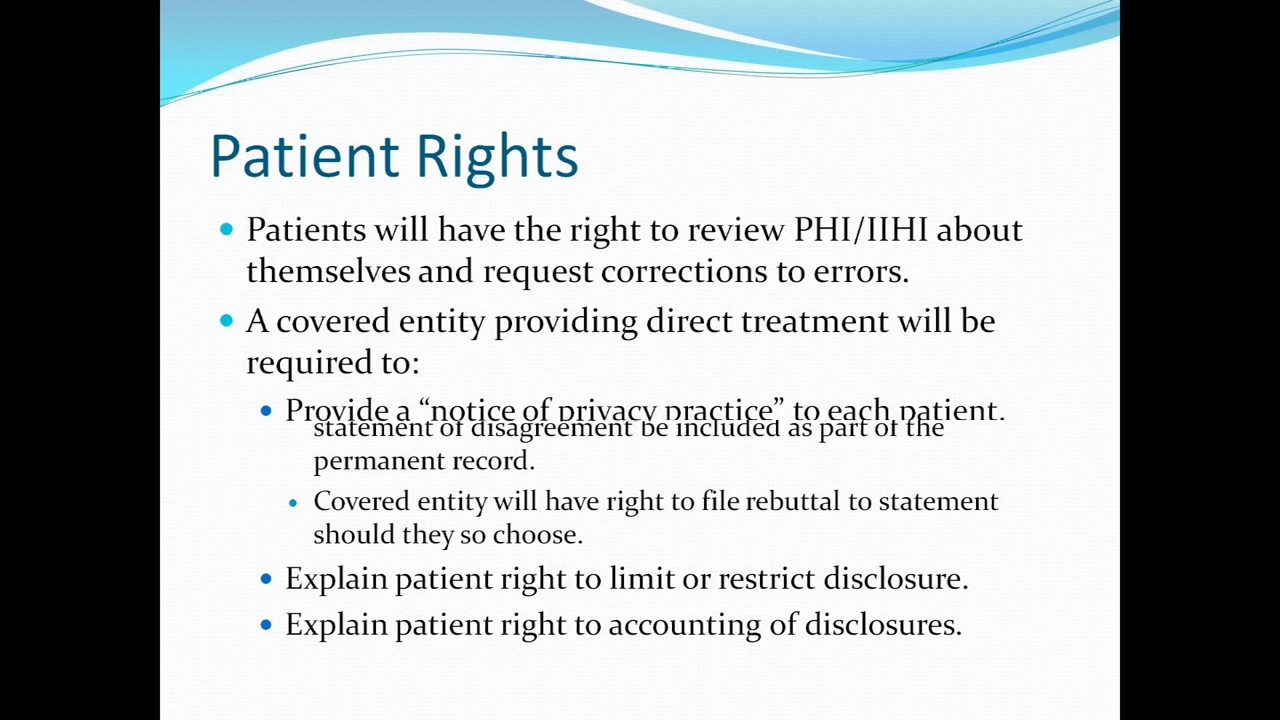 Patient Rights
Patients will have the right to review PHI/IIHI about
themselves and request corrections to errors.
A covered entity providing direct treatment will be
required to:
Provide a “notice of privacy practice” to each patient.
statement of disagreement be included as part of the
permanent record.
Covered entity will have right to file rebuttal to statement
should they so choose.
Explain patient right to limit or restrict disclosure.
Explain patient right to accounting of disclosures.